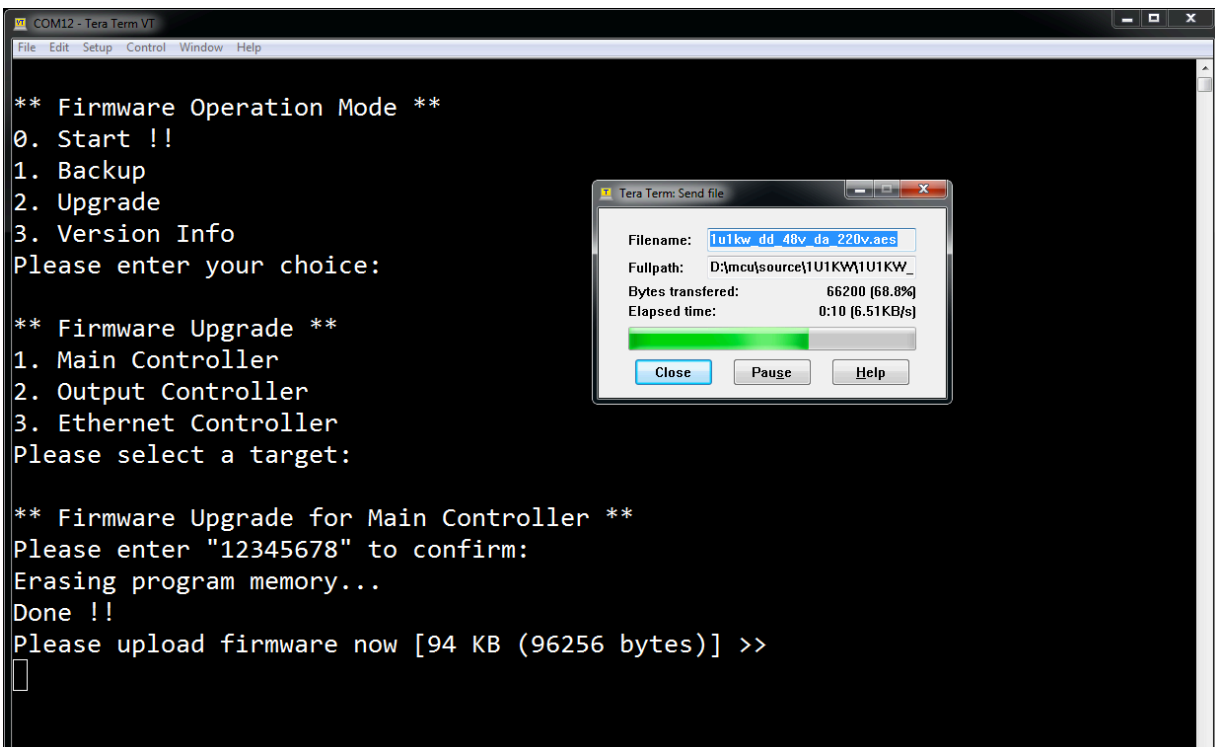 COM12 - Tera Term VT
File Edit Setup Control Window Help
** Firmware Operation Mode **
0. Start !!
1. Backup
2. Upgrade
3. Version Info
Please enter your choice:
** Firmware Upgrade **
1. Main Controller
2. Output Controller
3. Ethernet Controller
Please select a target:
** Firmware Upgrade for Main Controller **
Please enter "12345678" to confirm:
Erasing program memory...
Done !!
Please upload firmware now [94 KB (96256 bytes)] >>
Tera Term: Send file
Filename: 1u1kw_dd_48v_da_220v.aes
Fullpath: D:\mcu\source\1U1KW\1U1KW_
Bytes transfered: 66200 (68.8%)
Elapsed time: 0:10 (6.51KB/s)
Close Pause Help